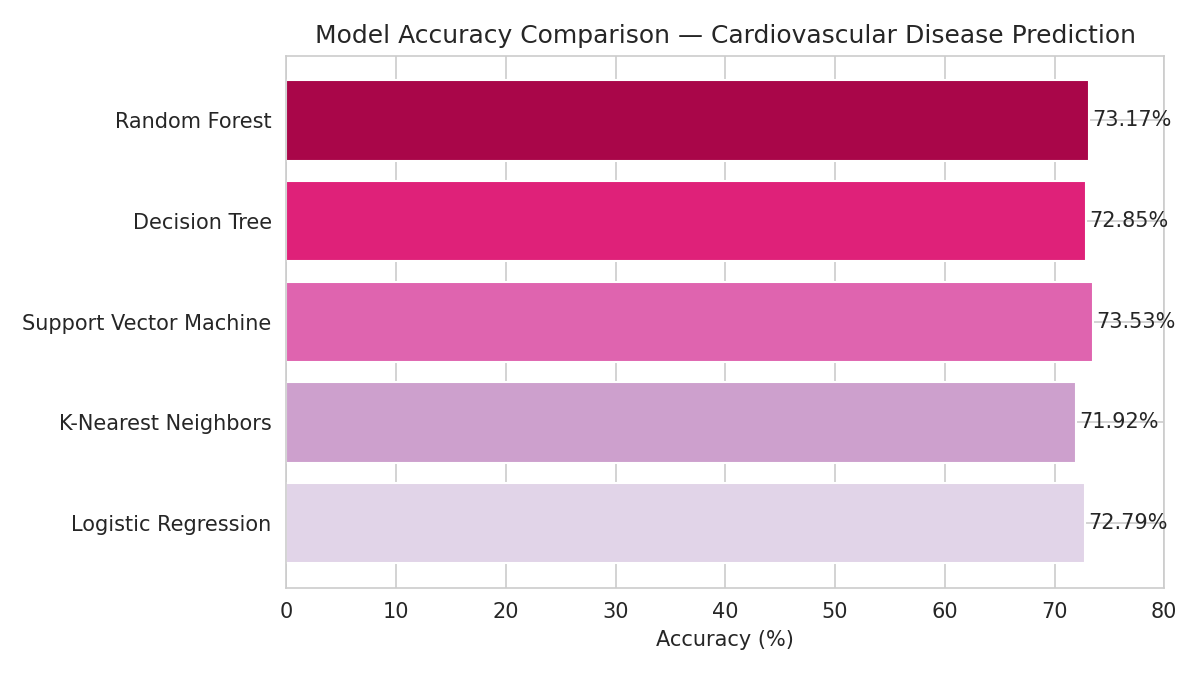 Model Accuracy Comparison — Cardiovascular Disease Prediction
Random Forest 73.17%
Decision Tree 72.85%
Support Vector Machine 73.53%
K-Nearest Neighbors 71.92%
Logistic Regression 72.79%
0 10 20 30 40 50 60 70 80
Accuracy (%)